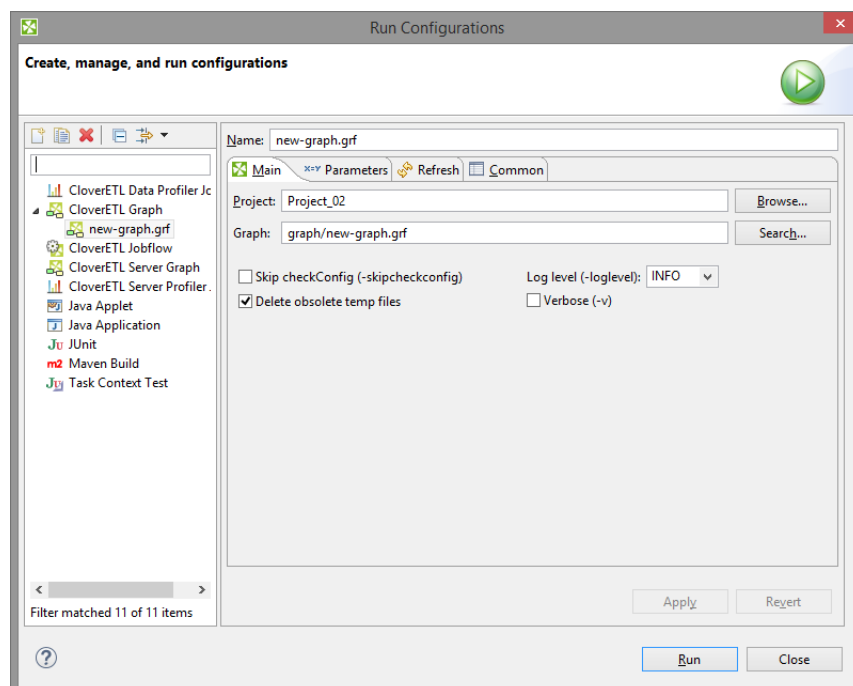 Run Configurations
Create, manage, and run configurations
Name: new-graph.grf
Main
x=y Parameters
Refresh
Common
Project: Project_02
Browse...
Graph: graph/new-graph.grf
Search...
Skip checkConfig (-skipcheckconfig)
Log level (-loglevel): INFO
Delete obsolete temp files
Verbose (-v)
CloverETL Data Profiler Jc
CloverETL Graph
new-graph.grf
CloverETL Jobflow
CloverETL Server Graph
CloverETL Server Profiler .
Java Applet
Java Application
Ju JUnit
m2 Maven Build
Ju Task Context Test
Filter matched 11 of 11 items
Apply
Revert
Run
Close